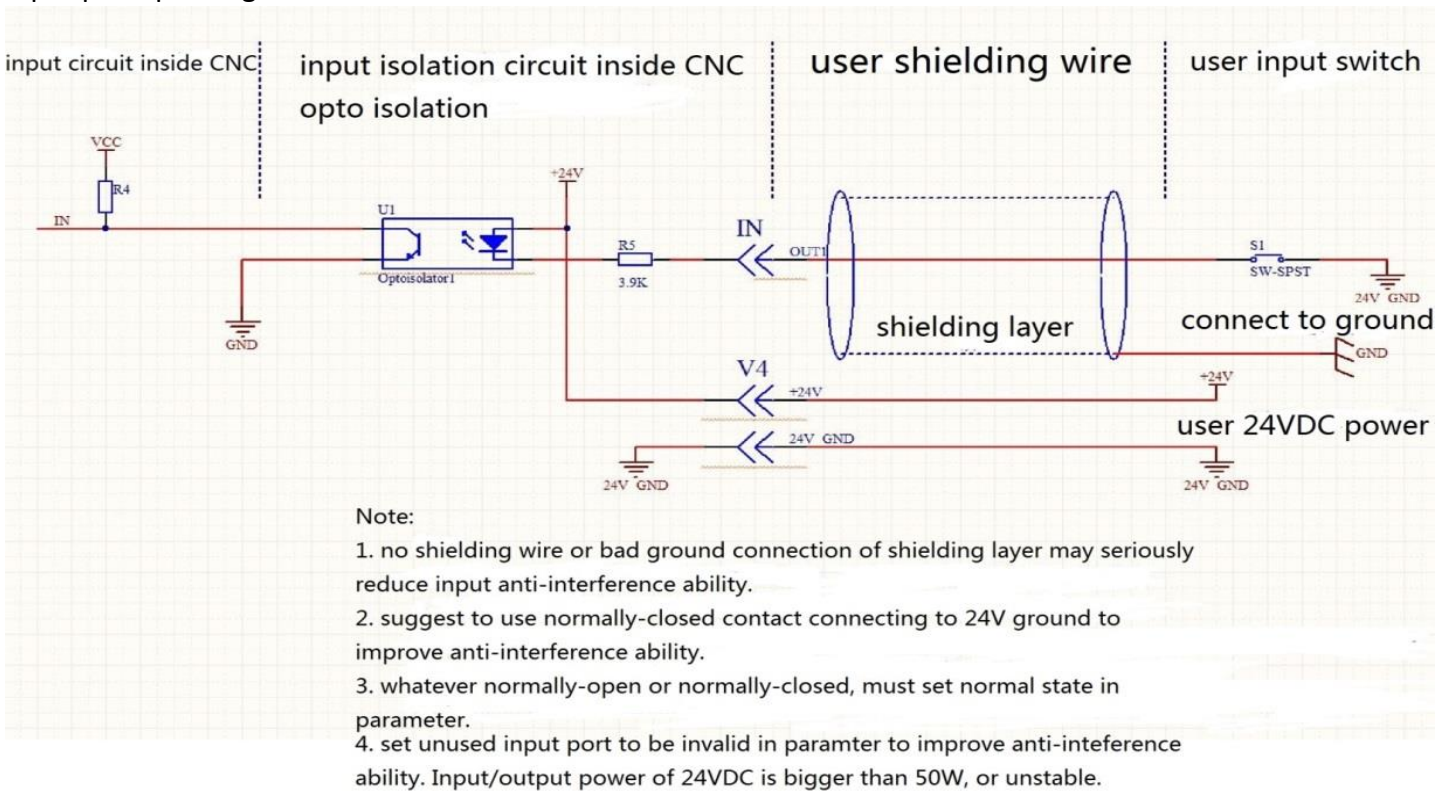 input circuit inside CNC
input isolation circuit inside CNC
opto isolation
user shielding wire
user input switch
VCC
R4
IN
U1
Optoisolator1
GND
+24V
R5
3.9K
IN
OUT1
S1
SW-SPST
24V GND
shielding layer
connect to ground
GND
V4
+24V
+24V
user 24VDC power
24V GND
24V GND
24V GND
Note:
1. no shielding wire or bad ground connection of shielding layer may seriously
reduce input anti-interference ability.
2. suggest to use normally-closed contact connecting to 24V ground to
improve anti-interference ability.
3. whatever normally-open or normally-closed, must set normal state in
parameter.
4. set unused input port to be invalid in paramter to improve anti-inteference
ability. Input/output power of 24VDC is bigger than 50W, or unstable.